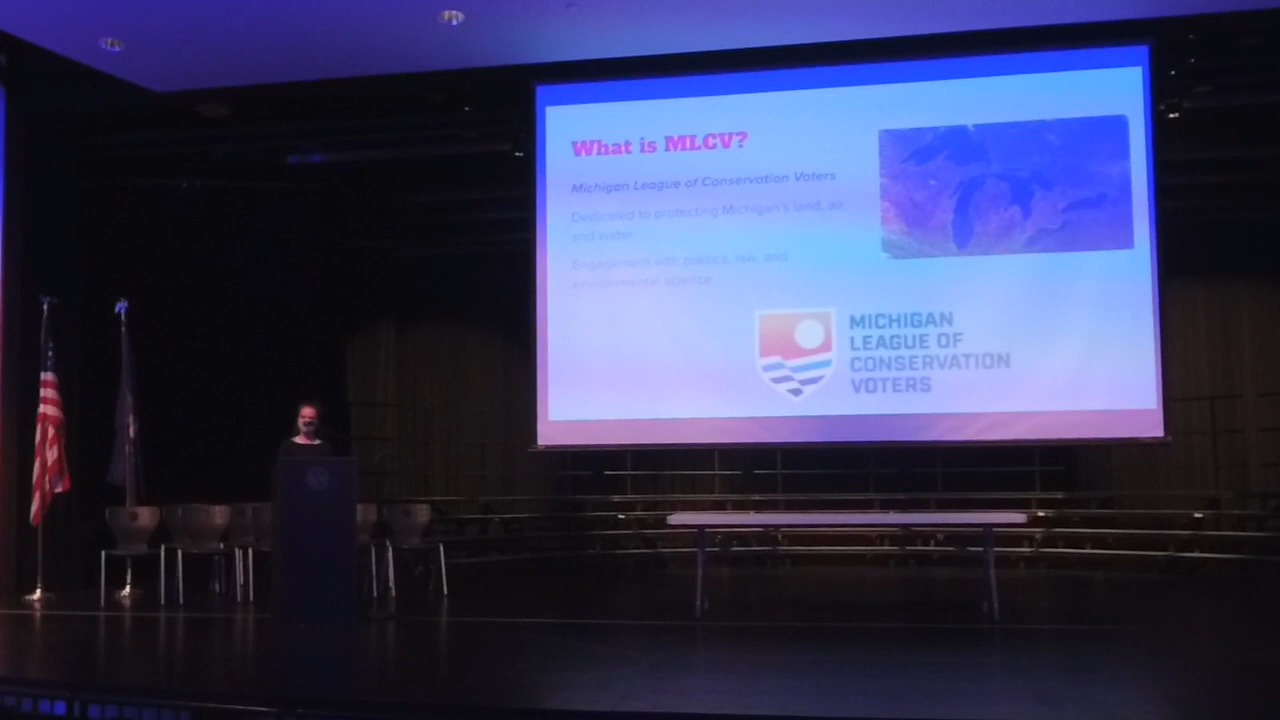 What is MLCV?
Michigan League of Conservation Voters
Dedicated to protecting Michigan's land, air,
and water
Engagement with politics, law, and
environmental science
MICHIGAN
LEAGUE OF
CONSERVATION
VOTERS